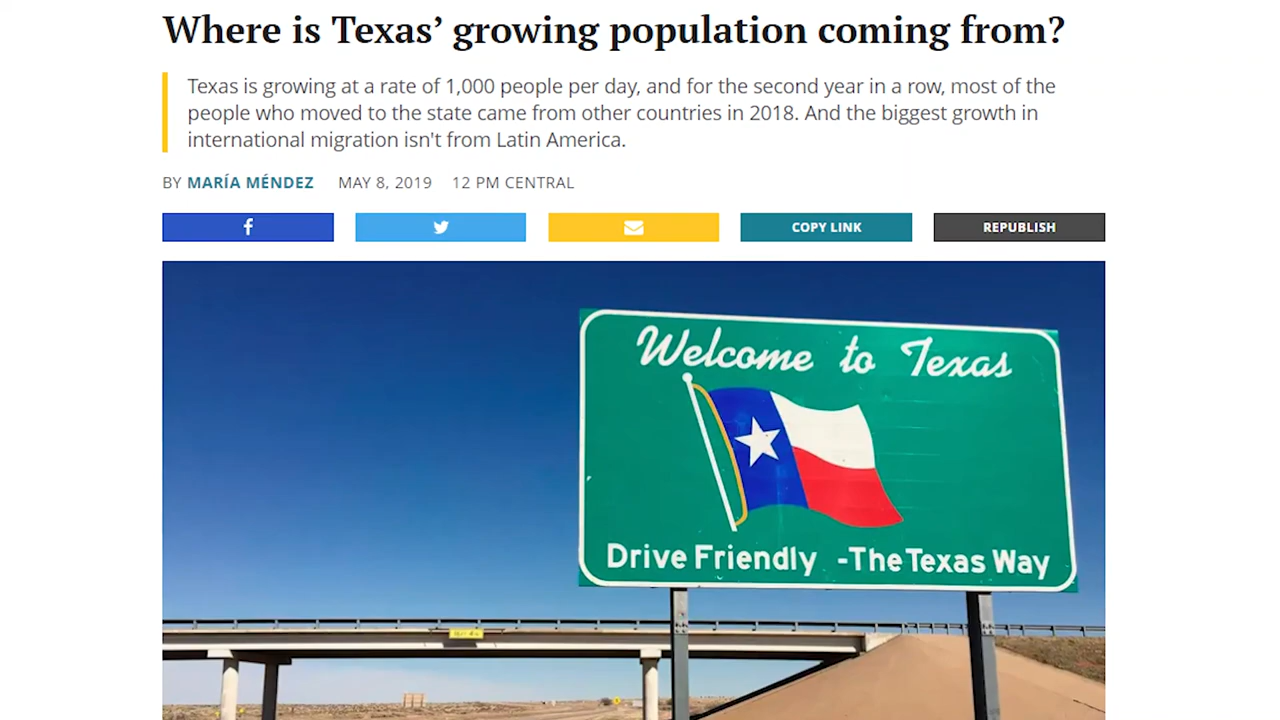 Where is Texas’ growing population coming from?
Texas is growing at a rate of 1,000 people per day, and for the second year in a row, most of the
people who moved to the state came from other countries in 2018. And the biggest growth in
international migration isn't from Latin America.
BY MARÍA MÉNDEZ MAY 8, 2019 12 PM CENTRAL
f COPY LINK REPUBLISH
Welcome to Texas
Drive Friendly -The Texas Way